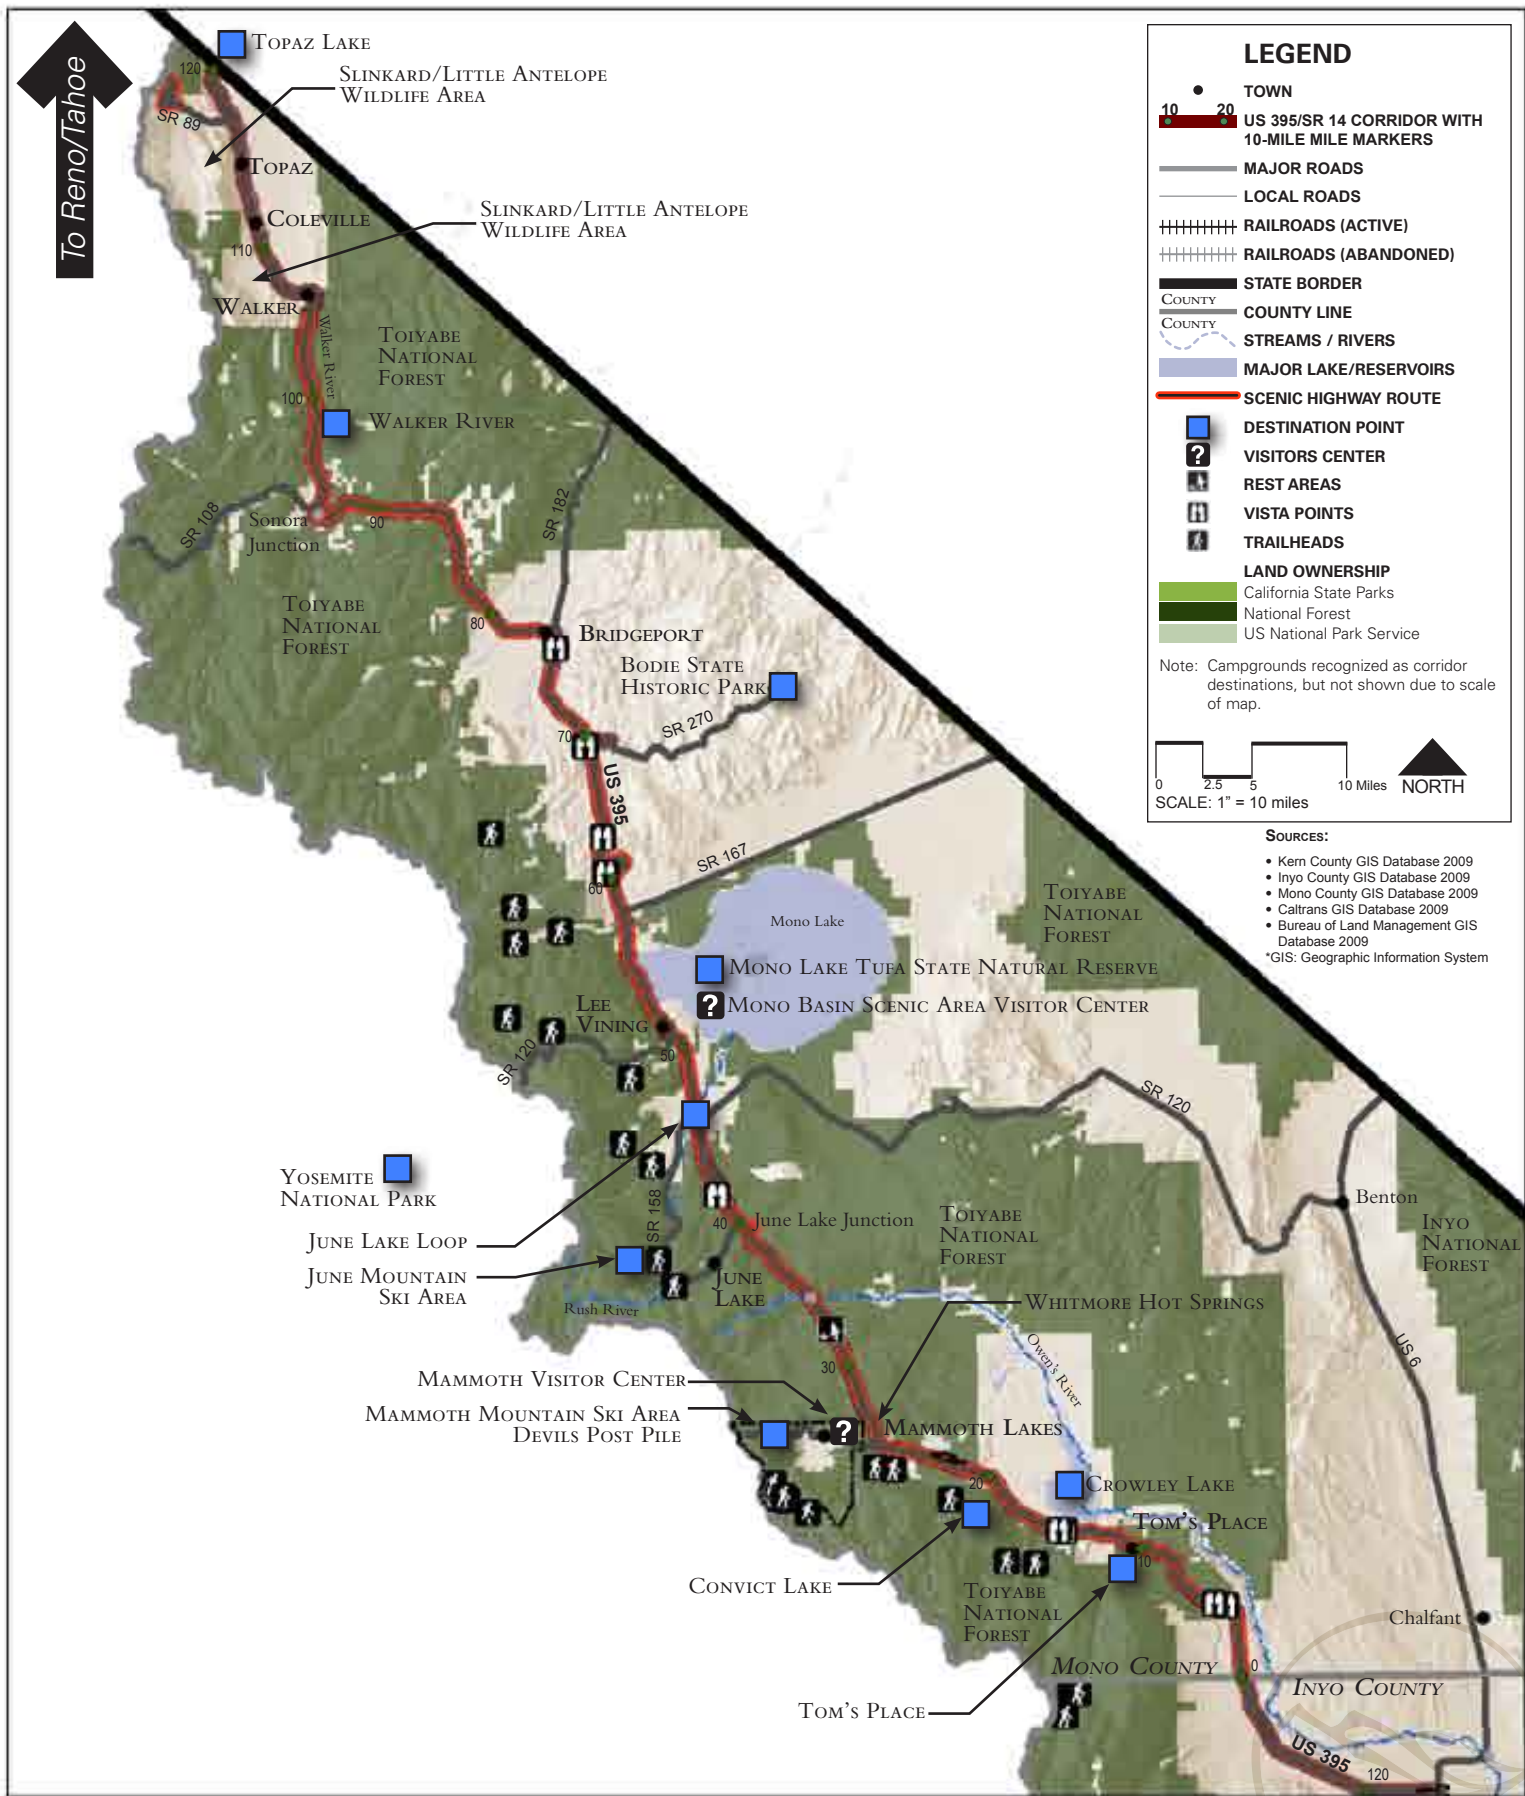 To Reno/Tahoe
Topaz Lake
120
Slinkard/Little Antelope
Wildlife Area
SR 89
Topaz
Slinkard/Little Antelope
Wildlife Area
Coleville
110
Walker
Walker River
Toiyabe
National
Forest
100
Walker River
SR 108
Sonora
Junction
90
SR 182
Toiyabe
National
Forest
80
Bridgeport
Bodie State
Historic Park
SR 270
70
US 395
SR 167
60
Toiyabe
National
Forest
Mono Lake
Mono Lake Tufa State Natural Reserve
Mono Basin Scenic Area Visitor Center
Lee
Vining
50
SR 120
SR 120
Yosemite
National Park
SR 158
40
June Lake Junction
Toiyabe
National
Forest
Benton
Inyo
National
Forest
June Lake Loop
June Mountain
Ski Area
June
Lake
Rush River
Whitmore Hot Springs
Owen's River
US 6
30
Mammoth Visitor Center
Mammoth Mountain Ski Area
Devils Post Pile
Mammoth Lakes
20
Crowley Lake
Tom's Place
10
Convict Lake
Toiyabe
National
Forest
Chalfant
Mono County
0
Inyo County
Tom's Place
US 395
120
LEGEND
TOWN
10 20
US 395/SR 14 CORRIDOR WITH
10-MILE MILE MARKERS
MAJOR ROADS
LOCAL ROADS
RAILROADS (ACTIVE)
RAILROADS (ABANDONED)
STATE BORDER
County
COUNTY LINE
County
STREAMS / RIVERS
MAJOR LAKE/RESERVOIRS
SCENIC HIGHWAY ROUTE
DESTINATION POINT
? VISITORS CENTER
REST AREAS
VISTA POINTS
TRAILHEADS
LAND OWNERSHIP
California State Parks
National Forest
US National Park Service
Note: Campgrounds recognized as corridor
destinations, but not shown due to scale
of map.
0 2.5 5 10 Miles
NORTH
SCALE: 1" = 10 miles
Sources:
• Kern County GIS Database 2009
• Inyo County GIS Database 2009
• Mono County GIS Database 2009
• Caltrans GIS Database 2009
• Bureau of Land Management GIS
Database 2009
*GIS: Geographic Information System